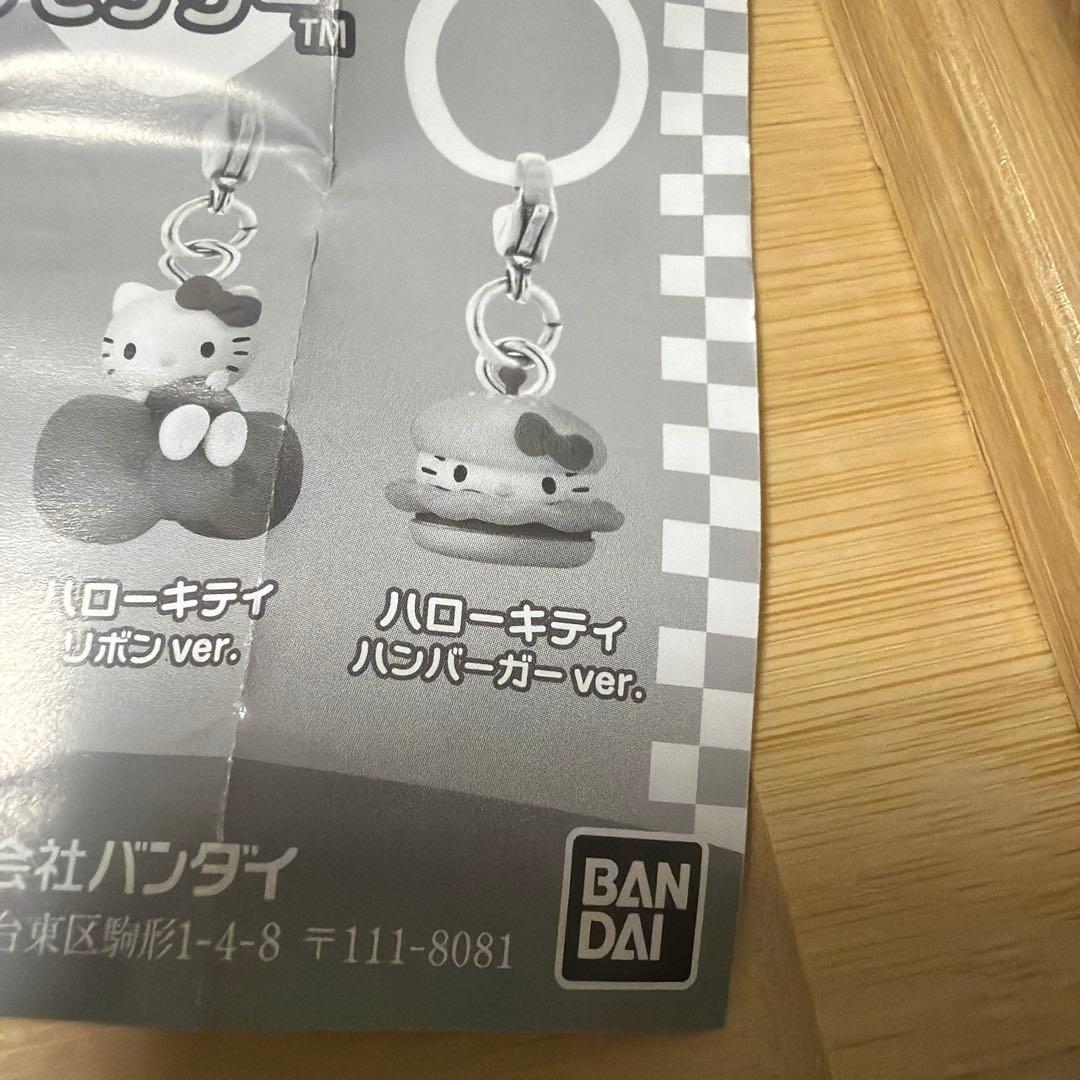 TM
ハローキティ
リボン ver.
ハローキティ
ハンバーガー ver.
会社バンダイ
台東区駒形1-4-8 〒111-8081
BAN
DAI